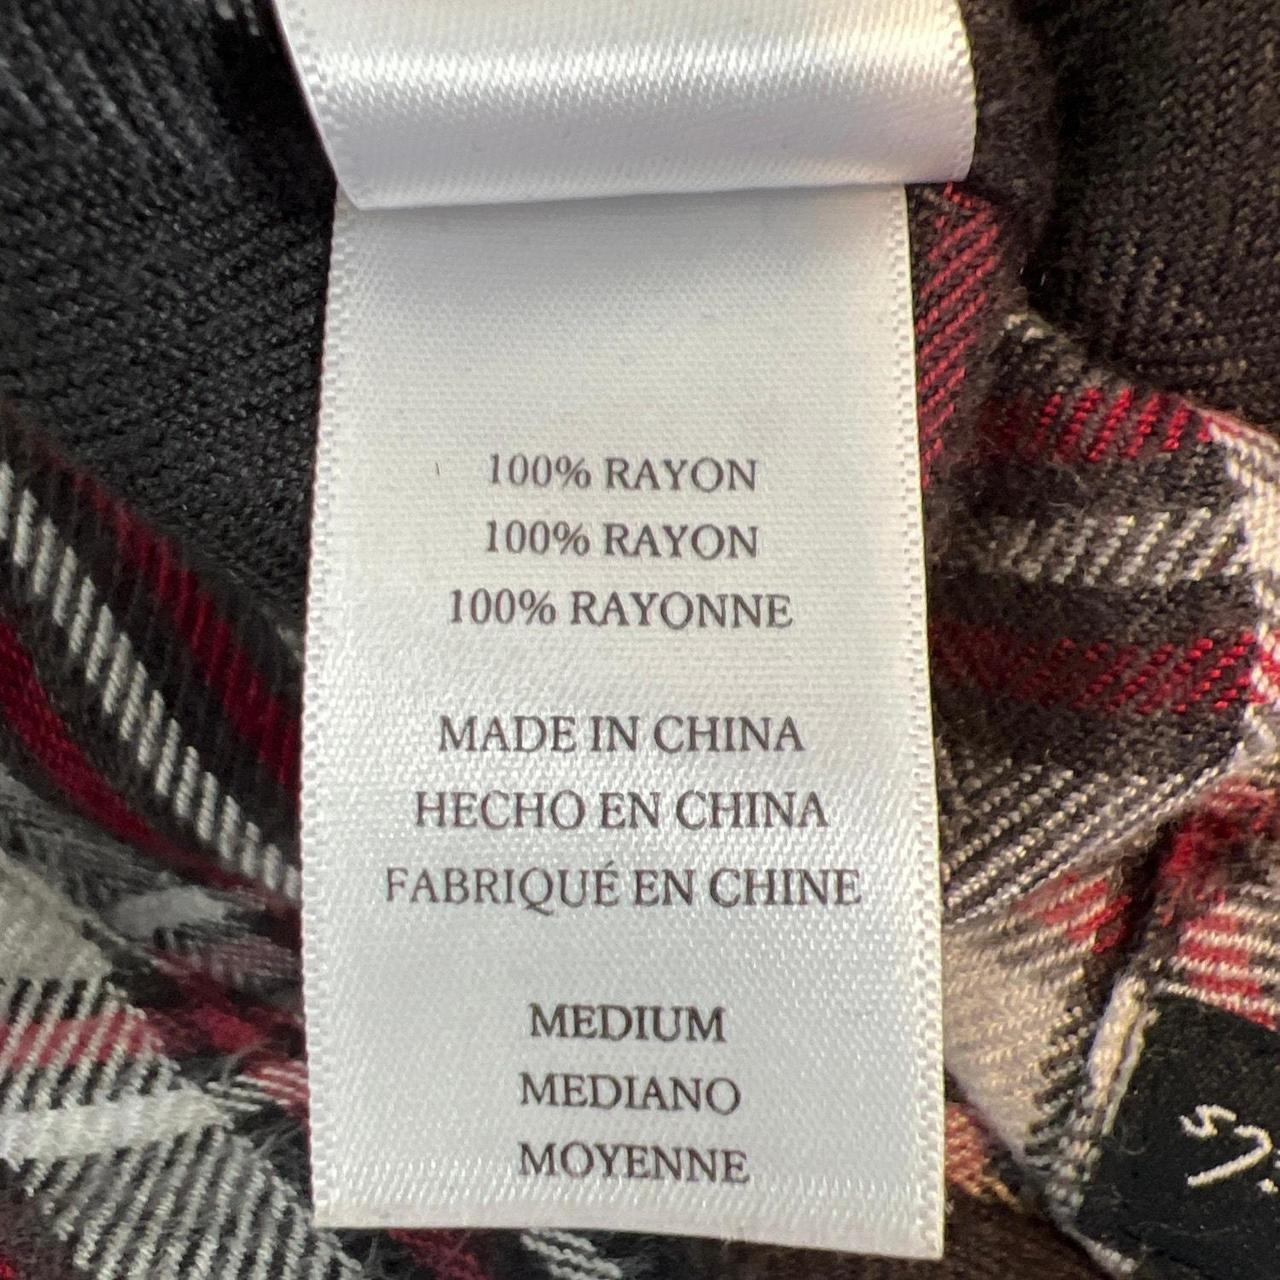 100% RAYON
100% RAYON
100% RAYONNE
MADE IN CHINA
HECHO EN CHINA
FABRIQUÉ EN CHINE
MEDIUM
MEDIANO
MOYENNE